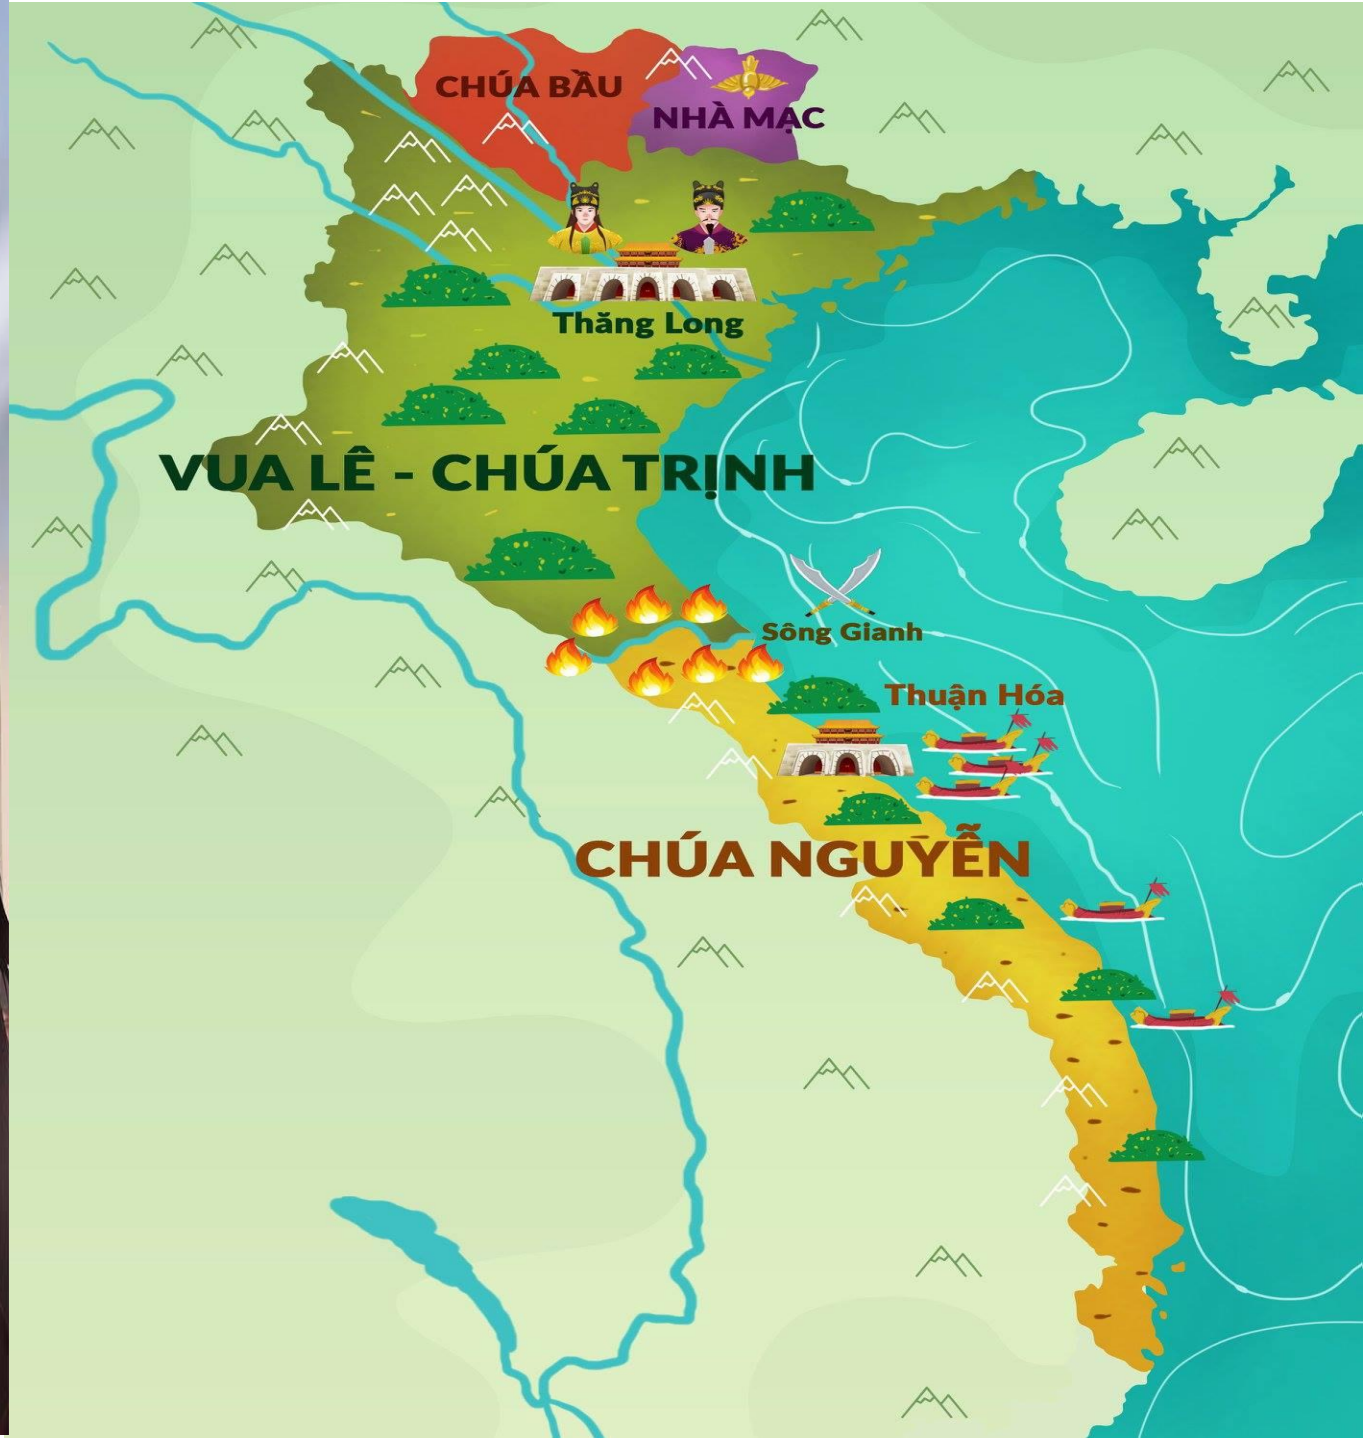 CHÚA BẦU
NHÀ MẠC
Thăng Long
VUA LÊ - CHÚA TRỊNH
Sông Gianh
Thuận Hóa
CHÚA NGUYỄN